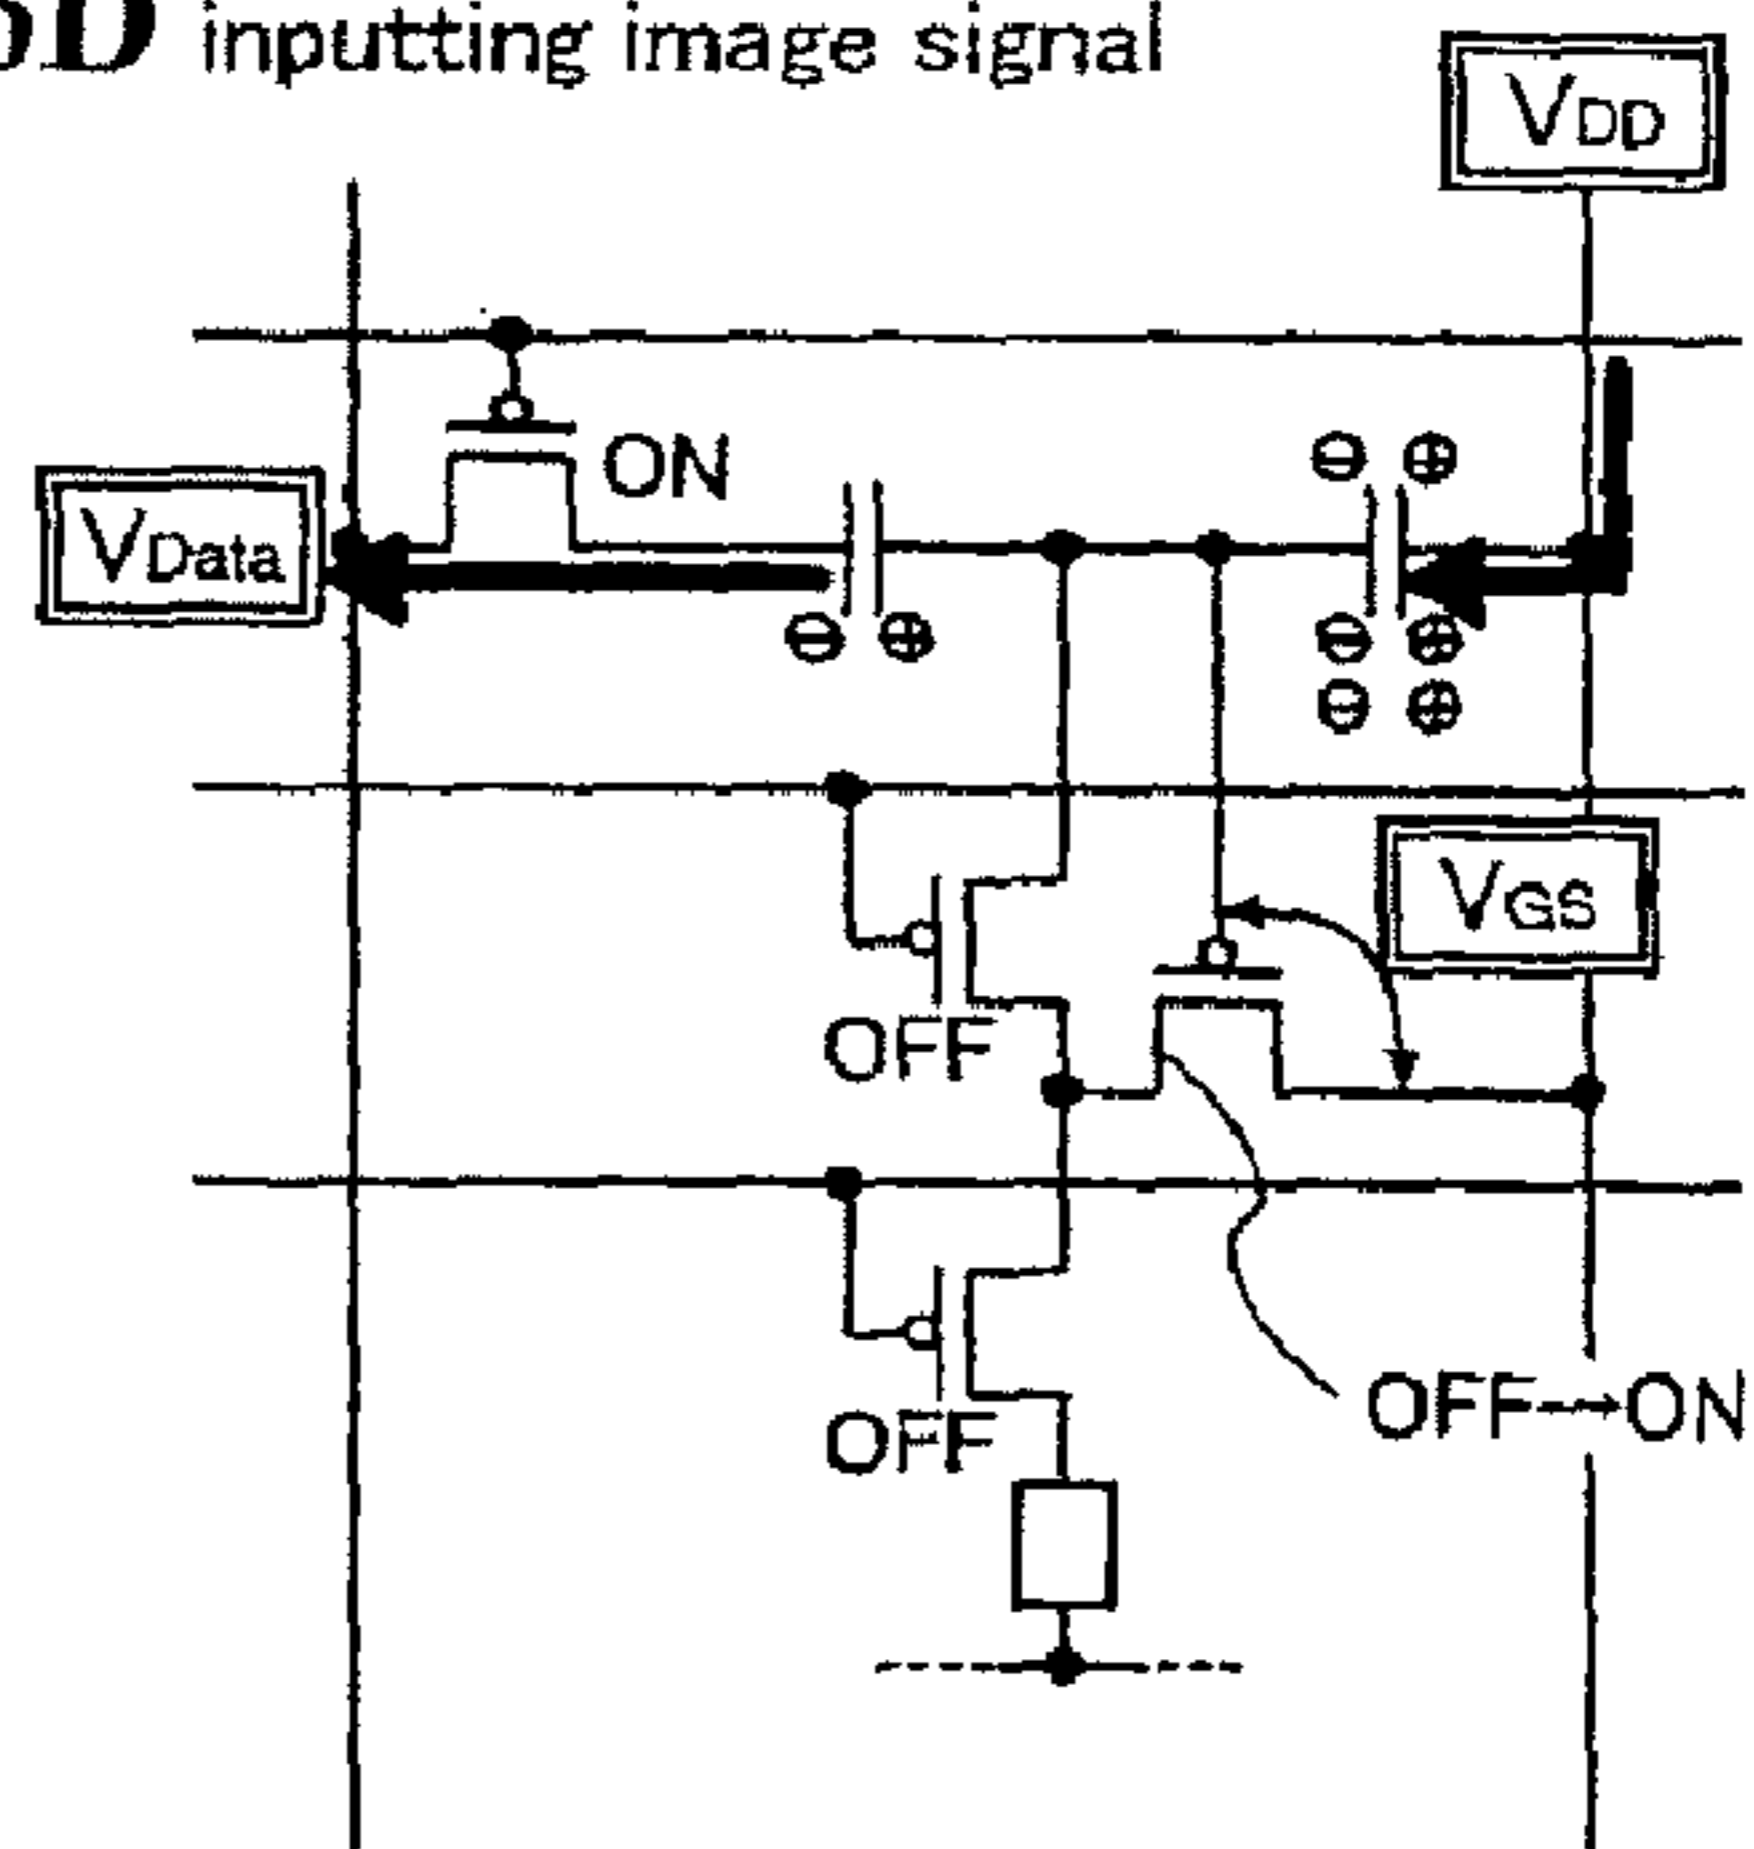 D inputting image signal
VDD
ON
VData
VGS
OFF
OFF
OFF→ON